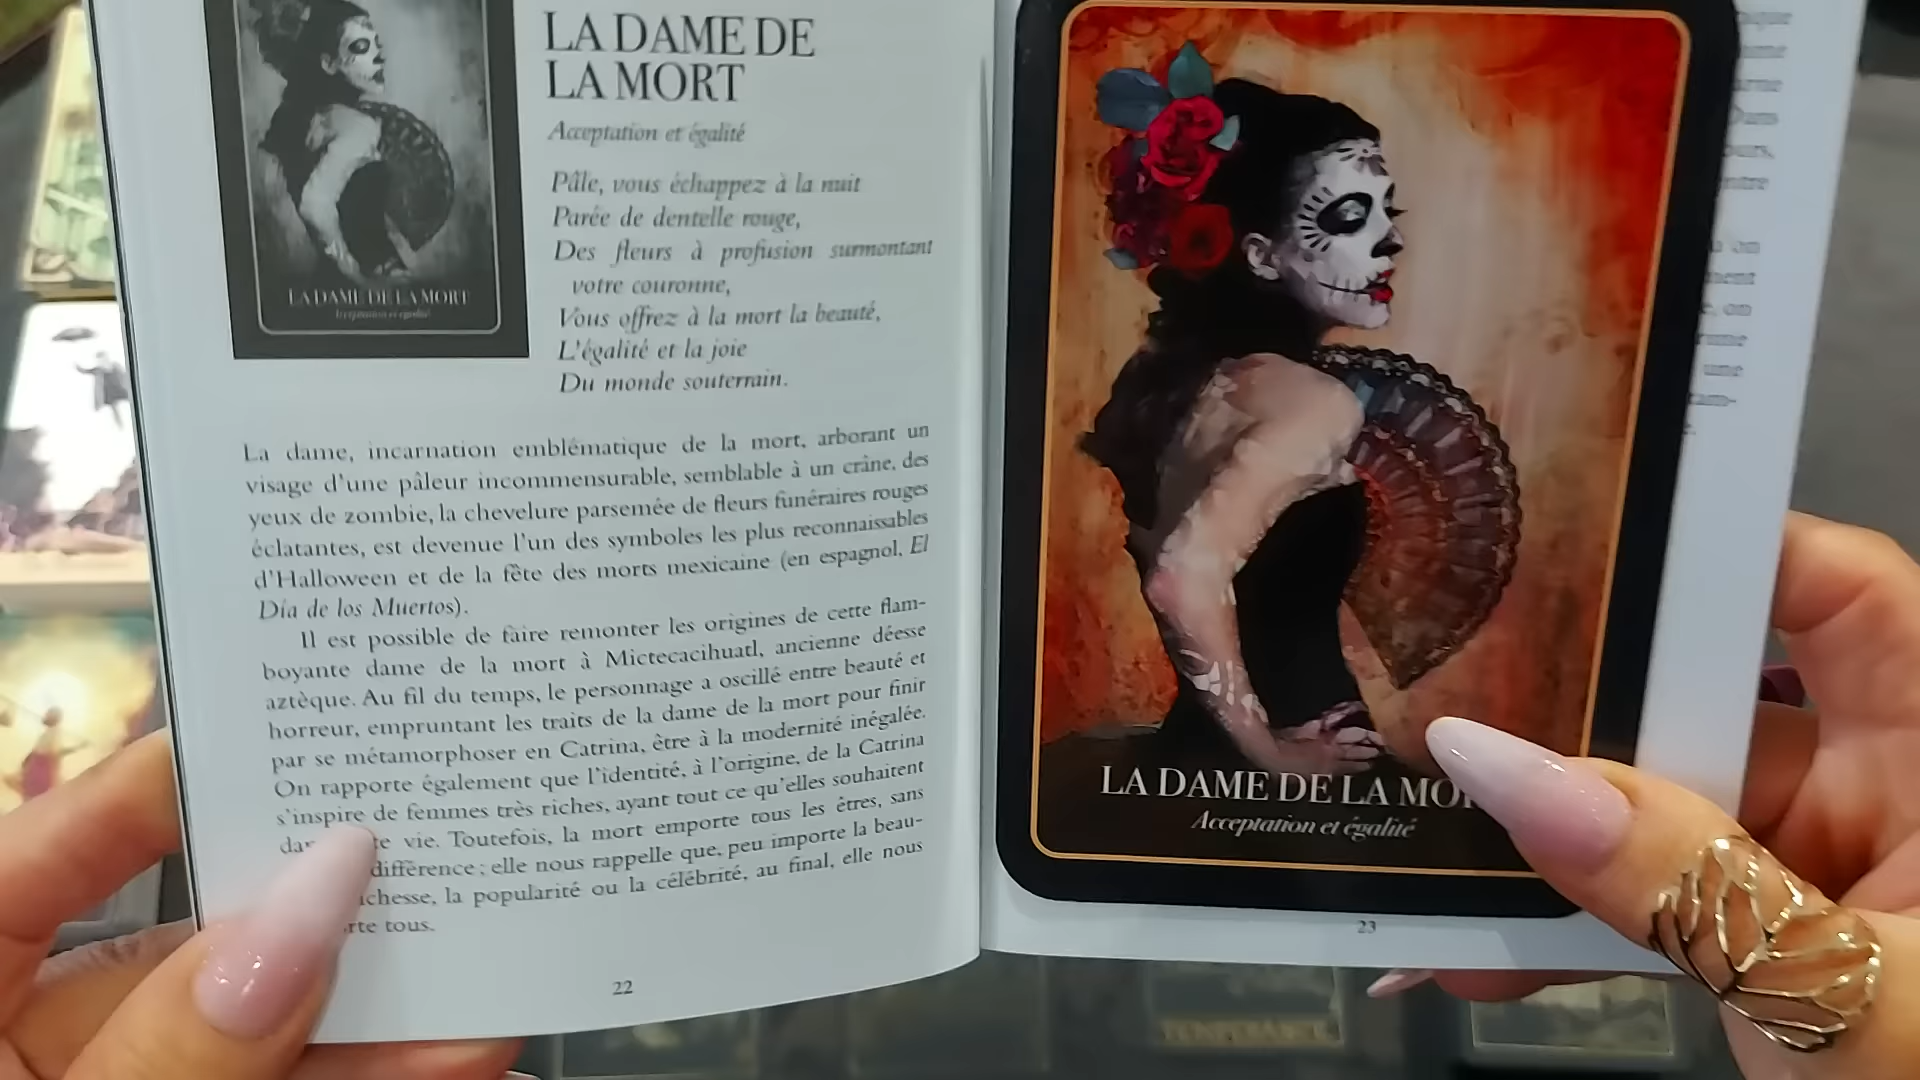 LA DAME DE
LA MORT
Acceptation et égalité
Pâle, vous échappez à la nuit
Parée de dentelle rouge,
Des fleurs à profusion surmontant
votre couronne,
Vous offrez à la mort la beauté,
L'égalité et la joie
Du monde souterrain.
LA DAME DE LA MORT
Acceptation et égalité
La dame, incarnation emblématique de la mort, arborant un
visage d'une pâleur incommensurable, semblable à un crâne, des
yeux de zombie, la chevelure parsemée de fleurs funéraires rouges
éclatantes, est devenue l'un des symboles les plus reconnaissables
d'Halloween et de la fête des morts mexicaine (en espagnol, El
Día de los Muertos).
Il est possible de faire remonter les origines de cette flam-
boyante dame de la mort à Mictecacihuatl, ancienne déesse
aztèque. Au fil du temps, le personnage a oscillé entre beauté et
horreur, empruntant les traits de la dame de la mort pour finir
par se métamorphoser en Catrina, être à la modernité inégalée.
On rapporte également que l'identité, à l'origine, de la Catrina
s'inspire de femmes très riches, ayant tout ce qu'elles souhaitent
vie. Toutefois, la mort emporte tous les êtres, sans
différence ; elle nous rappelle que, peu importe la beau-
la popularité ou la célébrité, au final, elle nous
tous.
22
LA DAME DE LA
Acceptation et égalité
23
TEMPERANCE